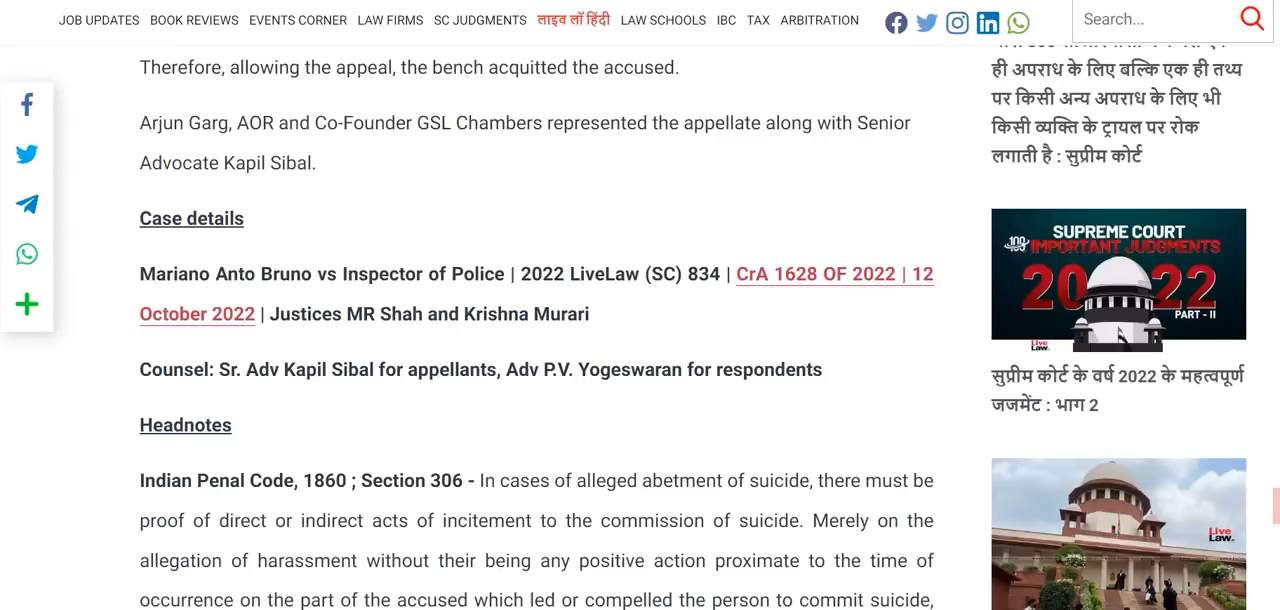 JOB UPDATES BOOK REVIEWS EVENTS CORNER LAW FIRMS SC JUDGMENTS लाइव लॉ हिंदी LAW SCHOOLS IBC TAX ARBITRATION
Search...
Therefore, allowing the appeal, the bench acquitted the accused.
Arjun Garg, AOR and Co-Founder GSL Chambers represented the appellate along with Senior
Advocate Kapil Sibal.
Case details
Mariano Anto Bruno vs Inspector of Police | 2022 LiveLaw (SC) 834 | CrA 1628 OF 2022 | 12
October 2022 | Justices MR Shah and Krishna Murari
Counsel: Sr. Adv Kapil Sibal for appellants, Adv P.V. Yogeswaran for respondents
Headnotes
Indian Penal Code, 1860 ; Section 306 - In cases of alleged abetment of suicide, there must be
proof of direct or indirect acts of incitement to the commission of suicide. Merely on the
allegation of harassment without their being any positive action proximate to the time of
occurrence on the part of the accused which led or compelled the person to commit suicide,
ही अपराध के लिए बल्कि एक ही तथ्य
पर किसी अन्य अपराध के लिए भी
किसी व्यक्ति के ट्रायल पर रोक
लगाती है : सुप्रीम कोर्ट
SUPREME COURT
IMPORTANT JUDGMENTS
2022
PART - II
Live
Law
सुप्रीम कोर्ट के वर्ष 2022 के महत्वपूर्ण
जजमेंट : भाग 2
Live
Law